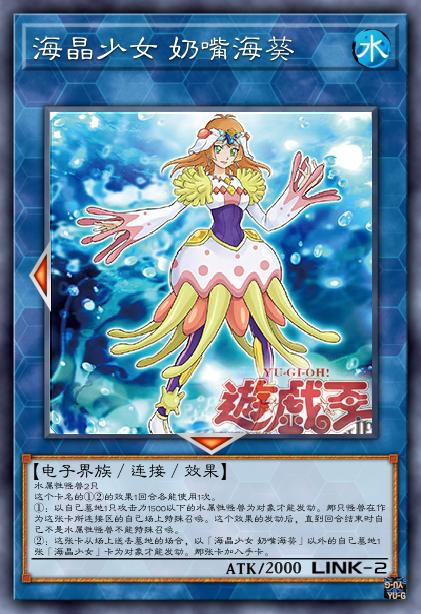 海晶少女 奶嘴海葵
水
YU-GI-OH!
遊戯王
【电子界族／连接／效果】
水属性怪兽2只
这个卡名的①②的效果1回合各能使用1次。
①：以自己墓地1只攻击力1500以下的水属性怪兽为对象才能发动。那只怪兽在作
为这张卡所连接区的自己场上特殊召唤。这个效果的发动后，直到回合结束时自
己不是水属性怪兽不能特殊召唤。
②：这张卡从场上送去墓地的场合，以「海晶少女 奶嘴海葵」以外的自己墓地1
张「海晶少女」卡为对象才能发动。那张卡加入手卡。
ATK/2000 LINK-2